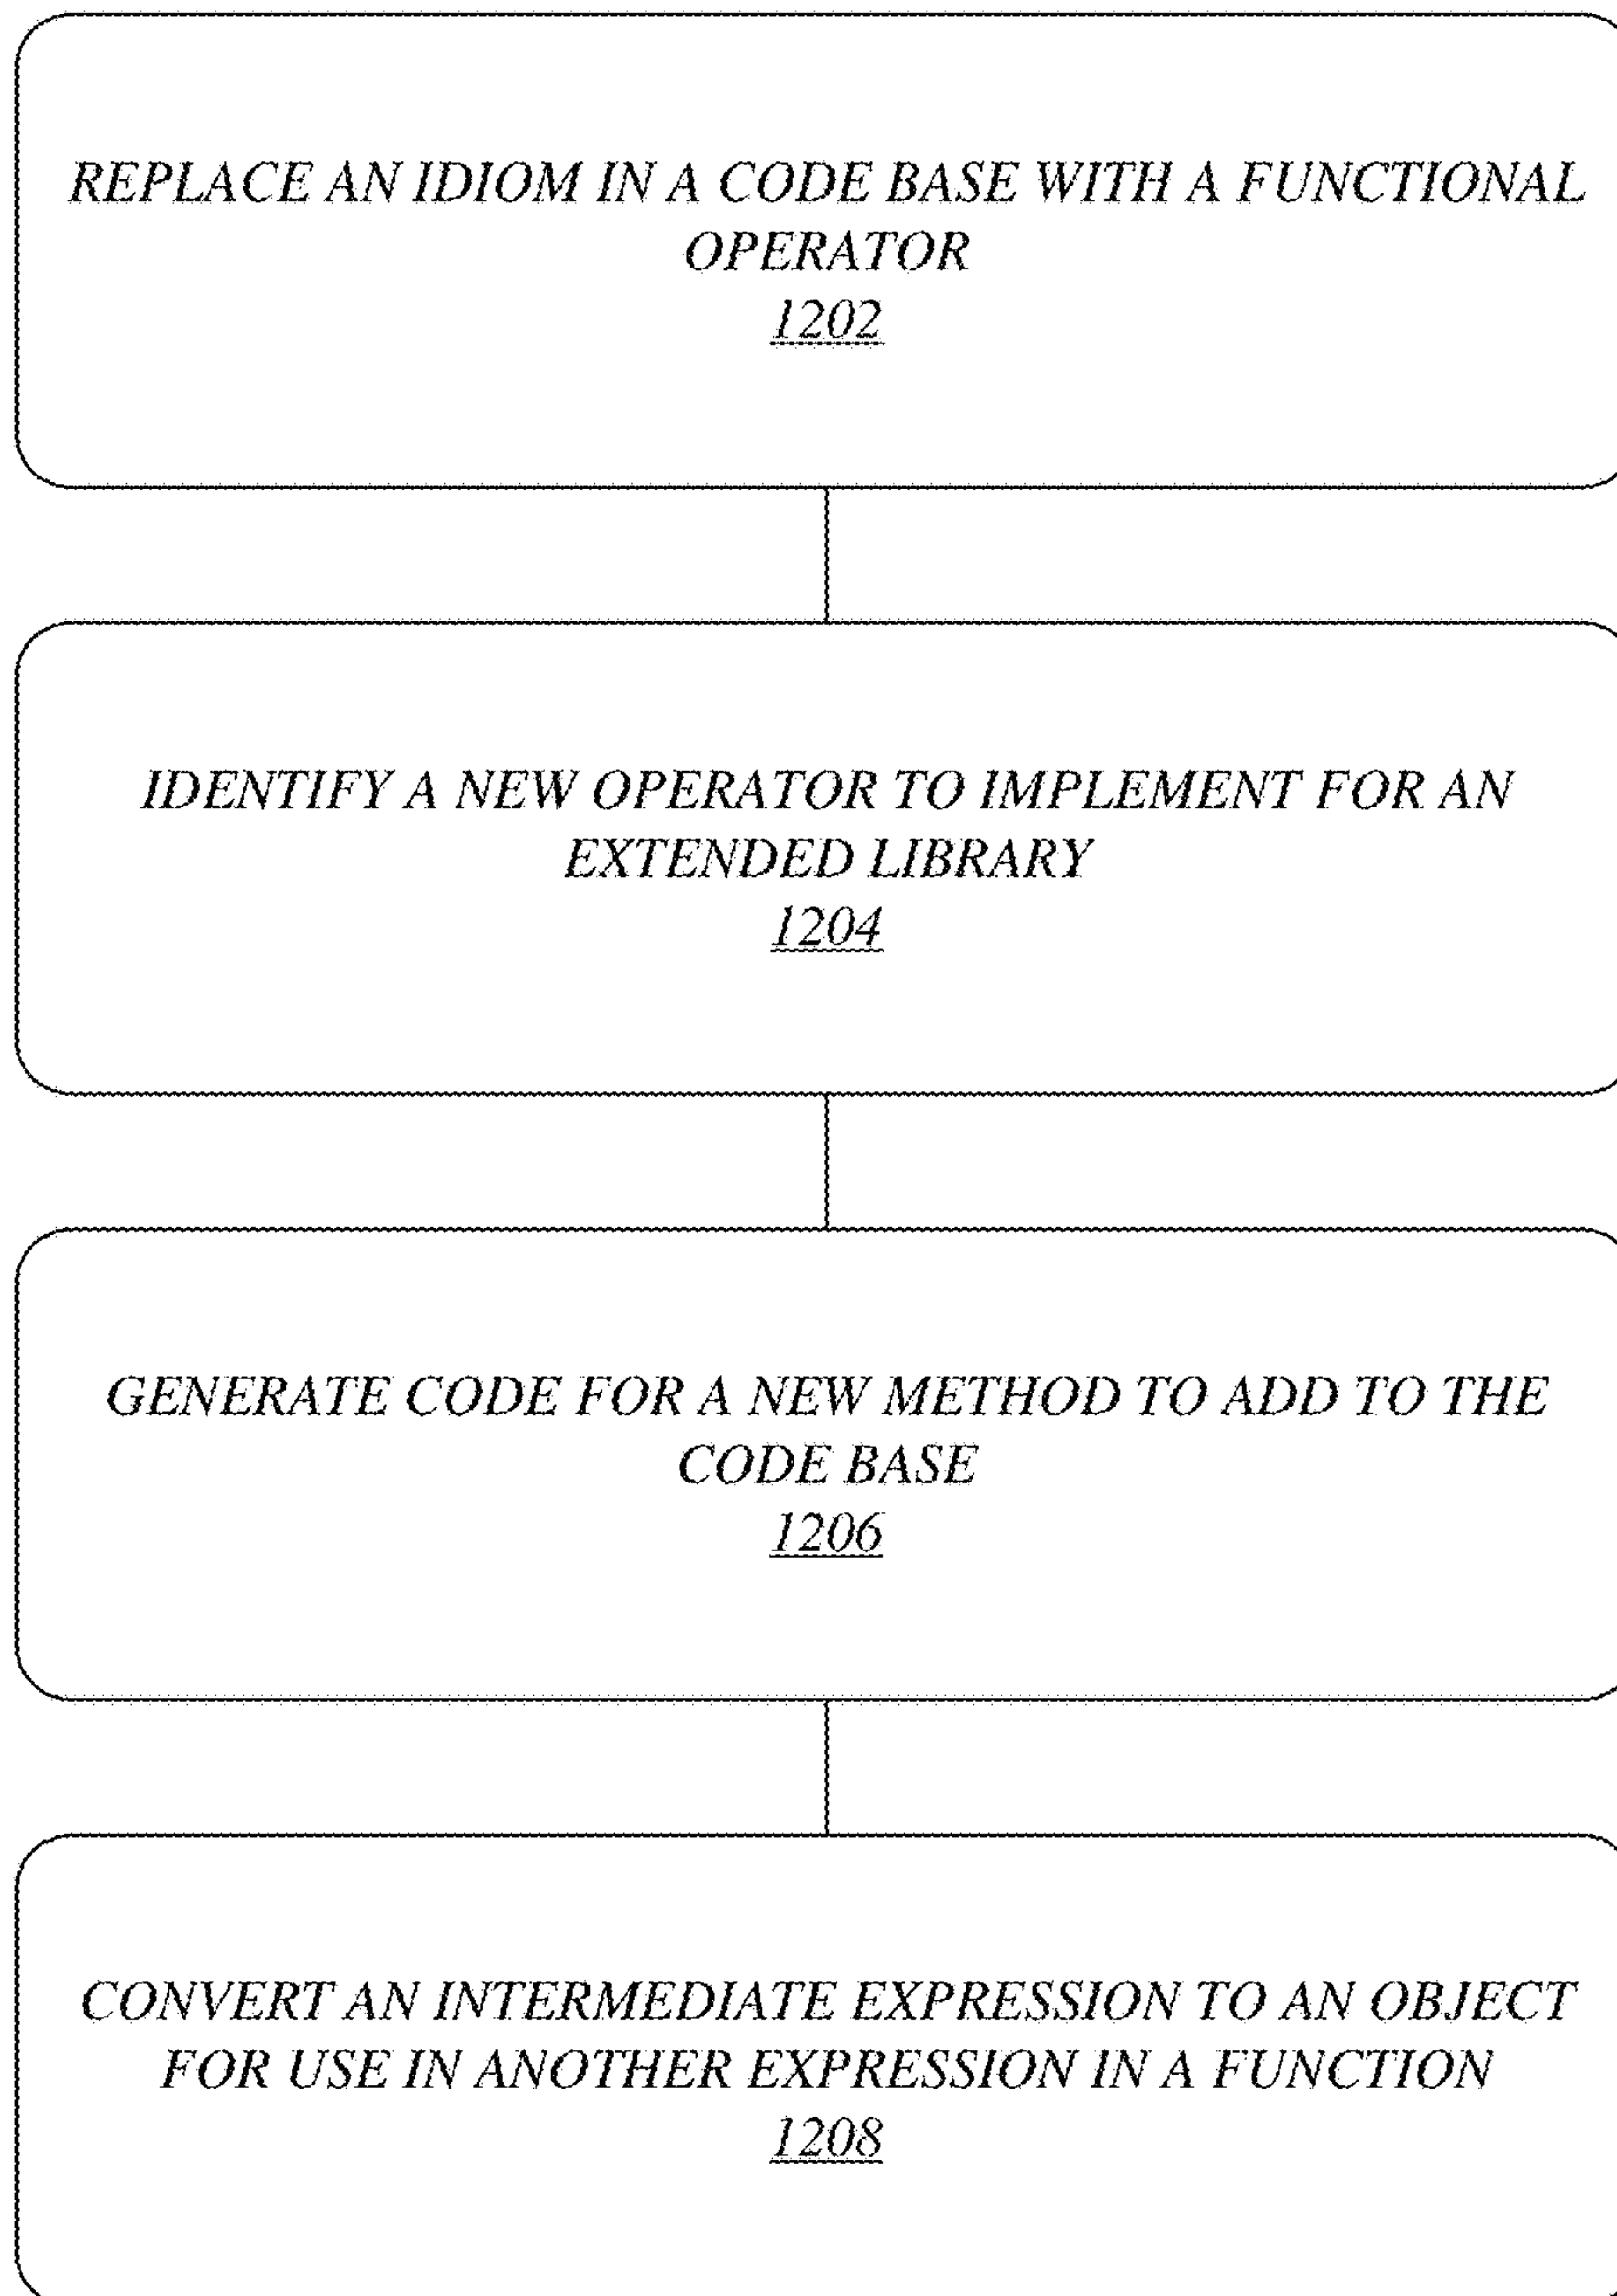 REPLACE AN IDIOM IN A CODE BASE WITH A FUNCTIONAL
OPERATOR
1202
IDENTIFY A NEW OPERATOR TO IMPLEMENT FOR AN
EXTENDED LIBRARY
1204
GENERATE CODE FOR A NEW METHOD TO ADD TO THE
CODE BASE
1206
CONVERT AN INTERMEDIATE EXPRESSION TO AN OBJECT
FOR USE IN ANOTHER EXPRESSION IN A FUNCTION
1208